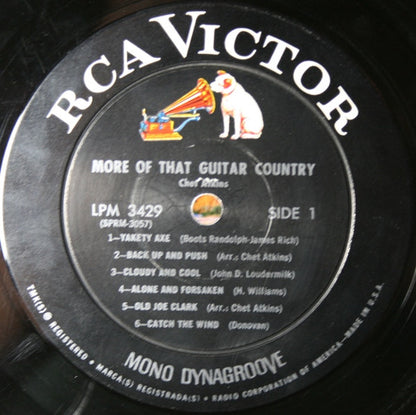 RCA VICTOR
MORE OF THAT GUITAR COUNTRY
Chet Atkins
LPM 3429
(SPRM-3057)
SIDE 1
1—YAKETY AXE (Boots Randolph-James Rich)
2—BACK UP AND PUSH (Arr.: Chet Atkins)
3—CLOUDY AND COOL (John D. Loudermilk)
4—ALONE AND FORSAKEN (H. Williams)
5—OLD JOE CLARK (Arr.: Chet Atkins)
6—CATCH THE WIND (Donovan)
MONO DYNAGROOVE
TMK(S) ® REGISTERED • MARCA(S) REGISTRADA(S) • RADIO CORPORATION OF AMERICA—MADE IN U.S.A.